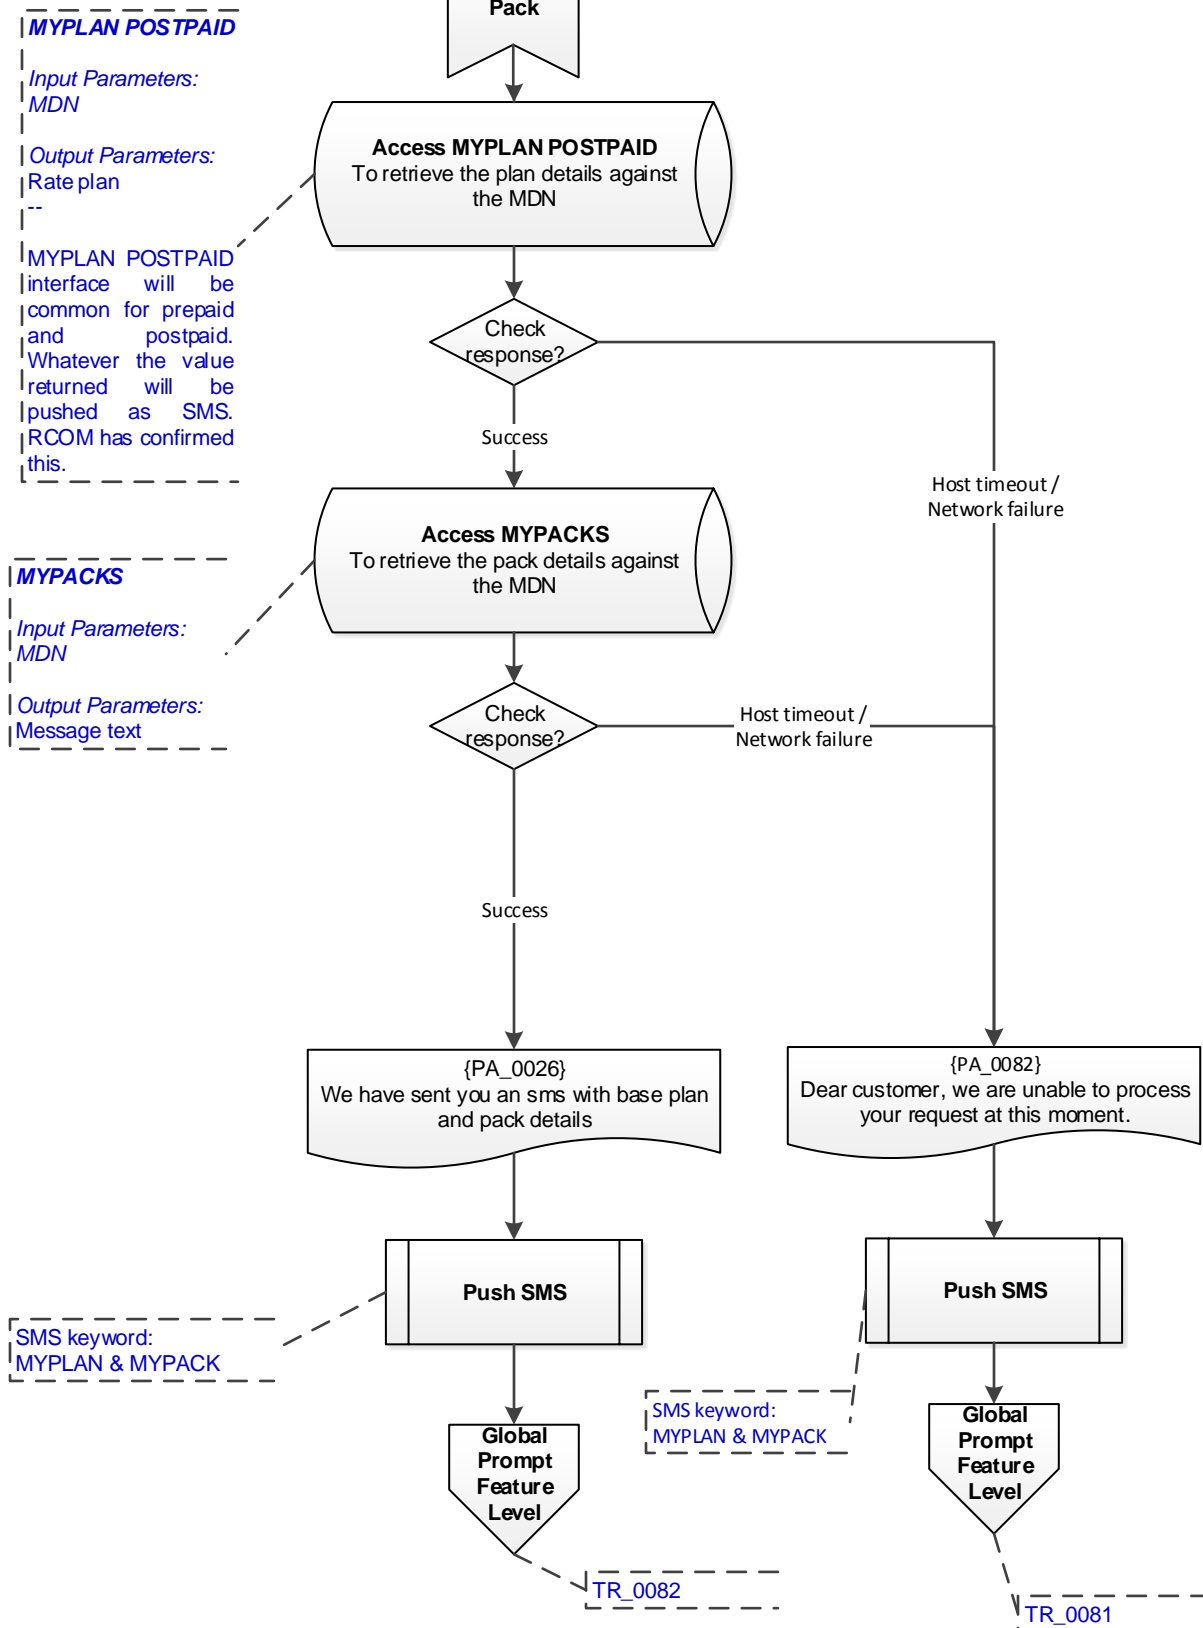 Pack
MYPLAN POSTPAID
Input Parameters:
MDN
Output Parameters:
Rate plan
--
MYPLAN POSTPAID
interface will be
common for prepaid
and postpaid.
Whatever the value
returned will be
pushed as SMS.
RCOM has confirmed
this.
Access MYPLAN POSTPAID
To retrieve the plan details against
the MDN
Check
response?
Success
Host timeout /
Network failure
Access MYPACKS
To retrieve the pack details against
the MDN
MYPACKS
Input Parameters:
MDN
Output Parameters:
Message text
Check
response?
Host timeout /
Network failure
Success
{PA_0026}
We have sent you an sms with base plan
and pack details
{PA_0082}
Dear customer, we are unable to process
your request at this moment.
Push SMS
Push SMS
SMS keyword:
MYPLAN & MYPACK
SMS keyword:
MYPLAN & MYPACK
Global
Prompt
Feature
Level
Global
Prompt
Feature
Level
TR_0082
TR_0081